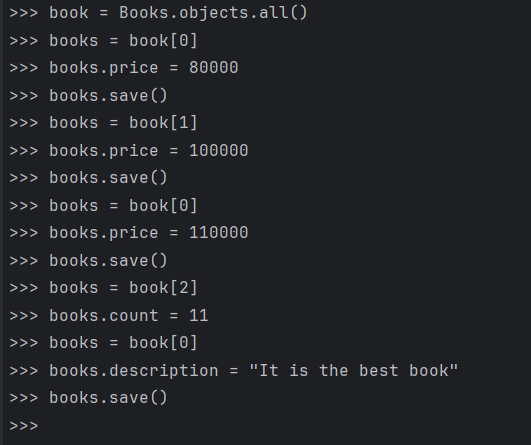 >>> book = Books.objects.all()
>>> books = book[0]
>>> books.price = 80000
>>> books.save()
>>> books = book[1]
>>> books.price = 100000
>>> books.save()
>>> books = book[0]
>>> books.price = 110000
>>> books.save()
>>> books = book[2]
>>> books.count = 11
>>> books = book[0]
>>> books.description = "It is the best book"
>>> books.save()
>>>